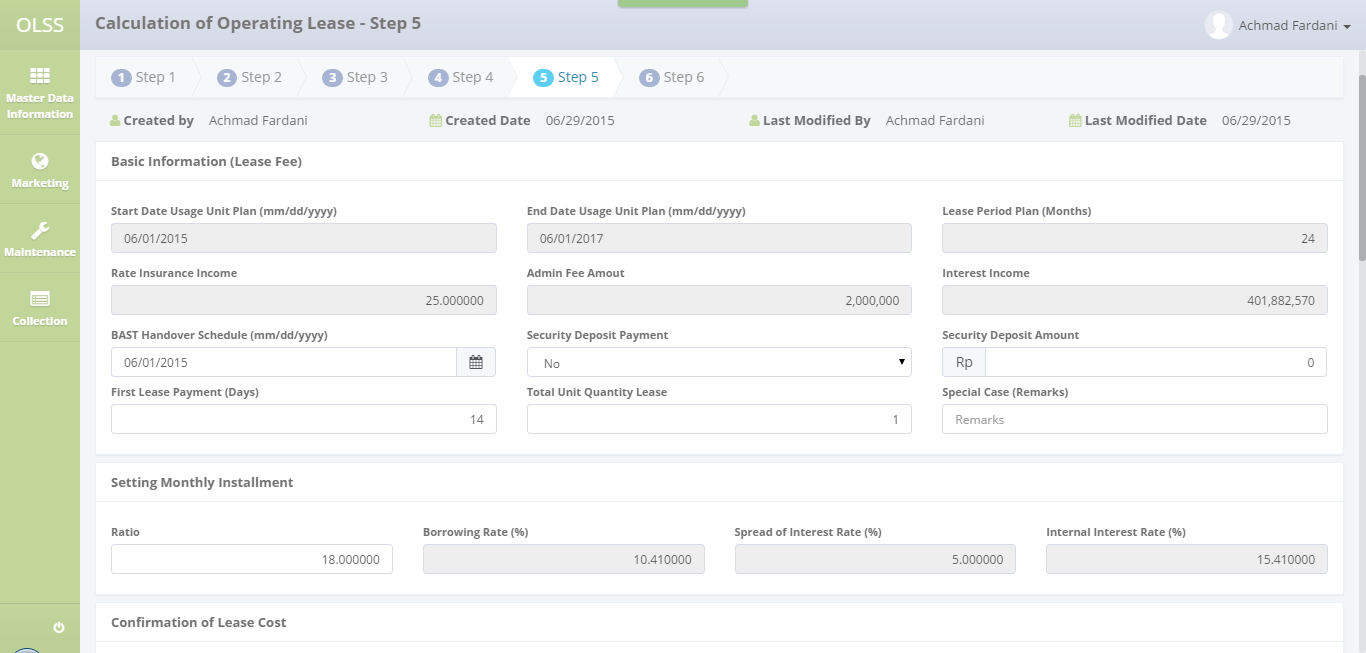 OLSS
Calculation of Operating Lease - Step 5
Achmad Fardani
Master Data
Information
Marketing
Maintenance
Collection
1 Step 1 2 Step 2 3 Step 3 4 Step 4 5 Step 5 6 Step 6
Created by Achmad Fardani Created Date 06/29/2015 Last Modified By Achmad Fardani Last Modified Date 06/29/2015
Basic Information (Lease Fee)
Start Date Usage Unit Plan (mm/dd/yyyy) End Date Usage Unit Plan (mm/dd/yyyy) Lease Period Plan (Months)
06/01/2015 06/01/2017 24
Rate Insurance Income Admin Fee Amout Interest Income
25.000000 2,000,000 401,882,570
BAST Handover Schedule (mm/dd/yyyy) Security Deposit Payment Security Deposit Amount
06/01/2015 No Rp 0
First Lease Payment (Days) Total Unit Quantity Lease Special Case (Remarks)
14 1 Remarks
Setting Monthly Installment
Ratio Borrowing Rate (%) Spread of Interest Rate (%) Internal Interest Rate (%)
18.000000 10.410000 5.000000 15.410000
Confirmation of Lease Cost